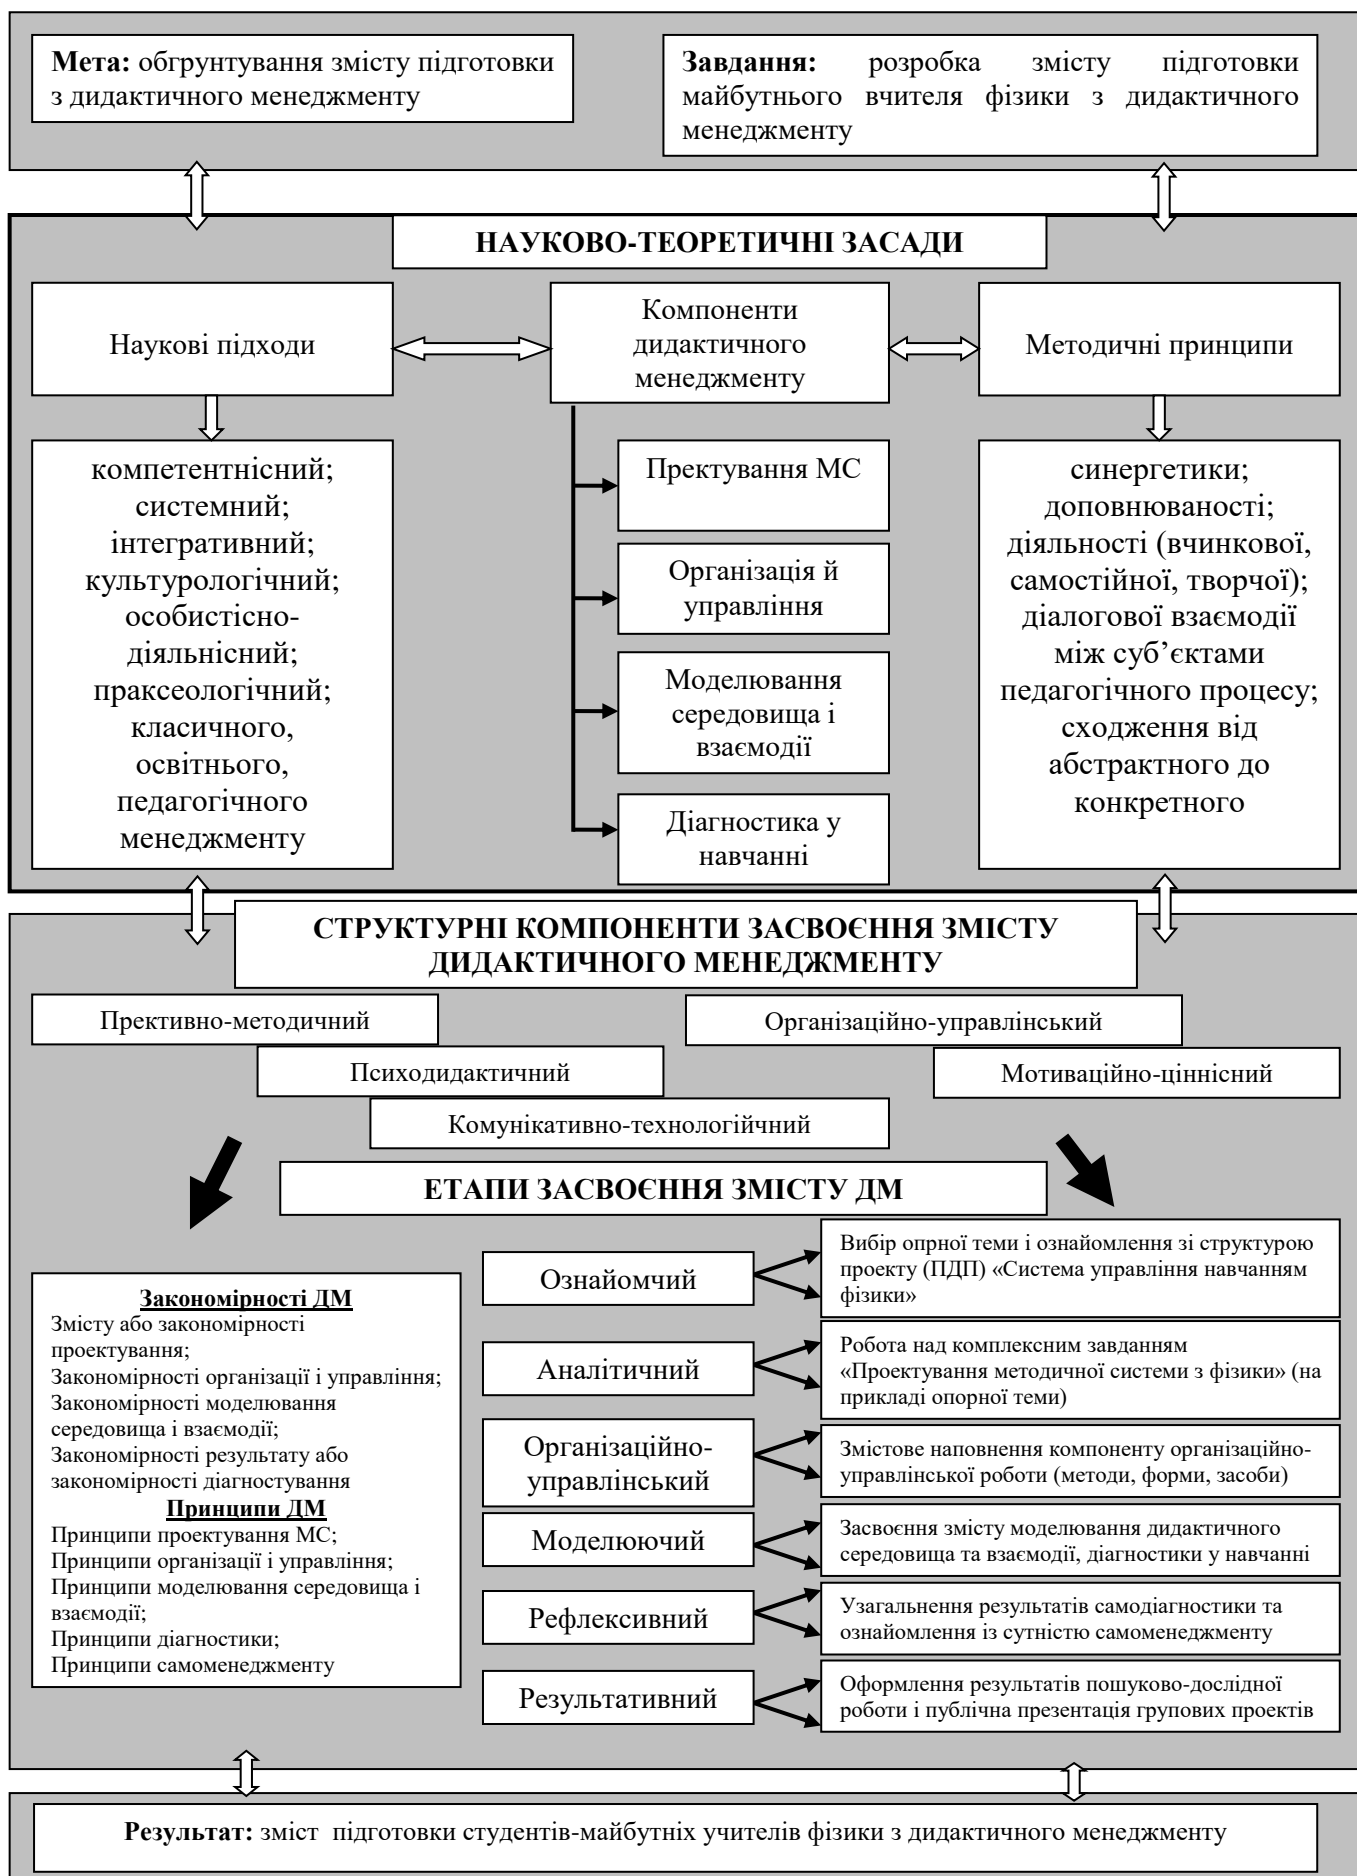 Мета: обгрунтування змісту підготовки
з дидактичного менеджменту
Завдання: розробка змісту підготовки
майбутнього вчителя фізики з дидактичного
менеджменту
НАУКОВО-ТЕОРЕТИЧНІ ЗАСАДИ
Наукові підходи
Компоненти
дидактичного
менеджменту
Методичні принципи
компетентнісний;
системний;
інтегративний;
культурологічний;
особистісно-
діяльнісний;
праксеологічний;
класичного,
освітнього,
педагогічного
менеджменту
Пректування МС
Організація й
управління
Моделювання
середовища і
взаємодії
Діагностика у
навчанні
синергетики;
доповнюваності;
діяльності (вчинкової,
самостійної, творчої);
діалогової взаємодії
між суб’єктами
педагогічного процесу;
сходження від
абстрактного до
конкретного
СТРУКТУРНІ КОМПОНЕНТИ ЗАСВОЄННЯ ЗМІСТУ
ДИДАКТИЧНОГО МЕНЕДЖМЕНТУ
Прективно-методичний
Організаційно-управлінський
Психодидактичний
Мотиваційно-ціннісний
Комунікативно-технологійчний
ЕТАПИ ЗАСВОЄННЯ ЗМІСТУ ДМ
Закономірності ДМ
Змісту або закономірності
проектування;
Закономірності організації і управління;
Закономірності моделювання
середовища і взаємодії;
Закономірності результату або
закономірності діагностування
Принципи ДМ
Принципи проектування МС;
Принципи організації і управління;
Принципи моделювання середовища і
взаємодії;
Принципи діагностики;
Принципи самоменеджменту
Ознайомчий
Вибір опрної теми і ознайомлення зі структурою
проекту (ПДП) «Система управління навчанням
фізики»
Аналітичний
Робота над комплексним завданням
«Проектування методичної системи з фізики» (на
прикладі опорної теми)
Організаційно-
управлінський
Змістове наповнення компоненту організаційно-
управлінської роботи (методи, форми, засоби)
Моделюючий
Засвоєння змісту моделювання дидактичного
середовища та взаємодії, діагностики у навчанні
Рефлексивний
Узагальнення результатів самодіагностики та
ознайомлення із сутністю самоменеджменту
Результативний
Оформлення результатів пошуково-дослідної
роботи і публічна презентація групових проектів
Результат: зміст підготовки студентів-майбутніх учителів фізики з дидактичного менеджменту